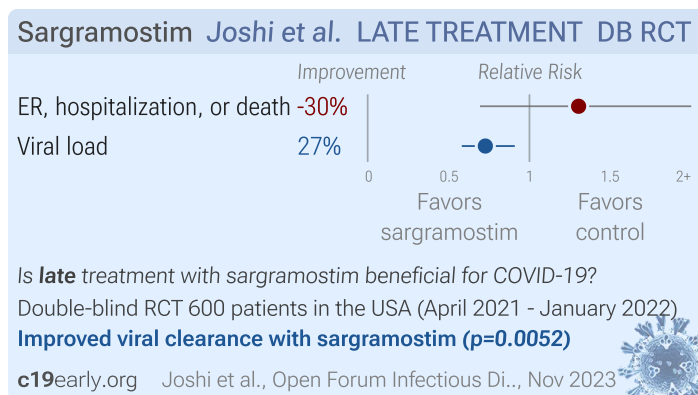 Sargramostim Joshi et al. LATE TREATMENT DB RCT
Improvement Relative Risk
ER, hospitalization, or death -30%
Viral load 27%
0 0.5 1 1.5 2+
Favors sargramostim
Favors control
Is late treatment with sargramostim beneficial for COVID-19?
Double-blind RCT 600 patients in the USA (April 2021 - January 2022)
Improved viral clearance with sargramostim (p=0.0052)
c19early.org Joshi et al., Open Forum Infectious Di.., Nov 2023